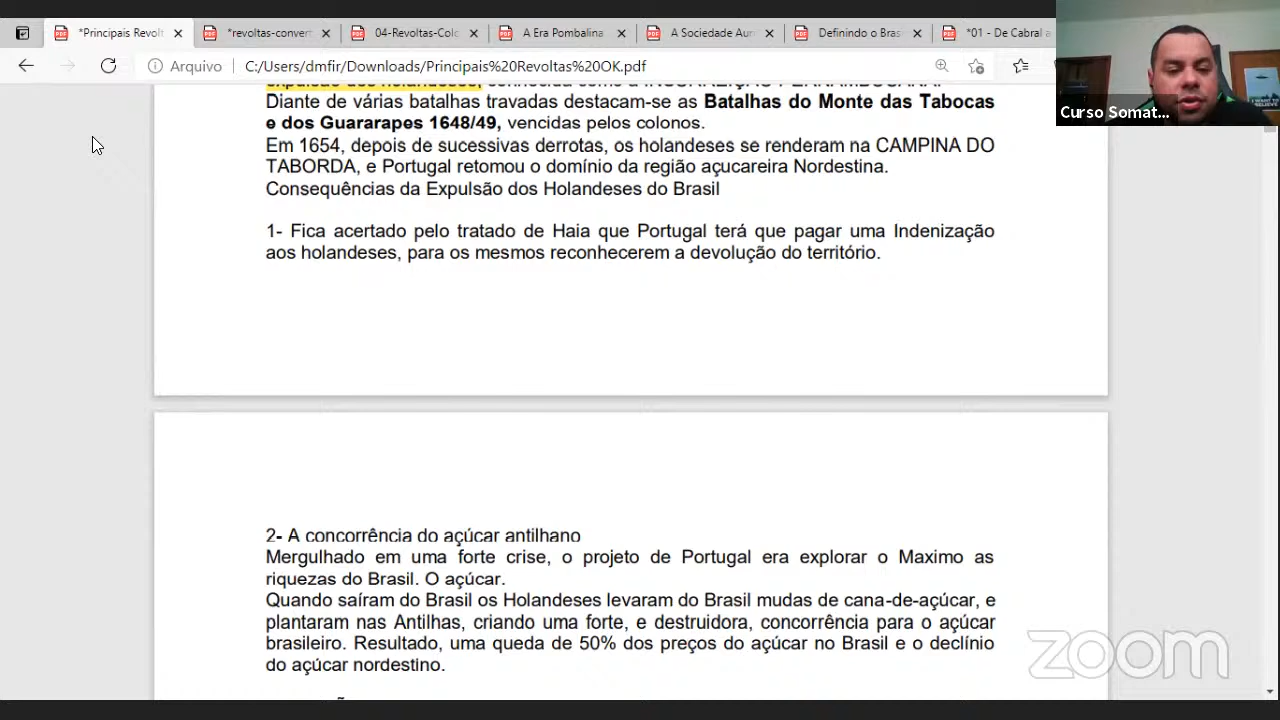 *Principais Revolt
*revoltas-convert
04-Revoltas-Colo
A Era Pombalina
A Sociedade Aur
Definindo o Bras
*01 - De Cabral a
Arquivo
C:/Users/dmfir/Downloads/Principais%20Revoltas%20OK.pdf
Curso Somat...
Diante de várias batalhas travadas destacam-se as Batalhas do Monte das Tabocas
e dos Guararapes 1648/49, vencidas pelos colonos.
Em 1654, depois de sucessivas derrotas, os holandeses se renderam na CAMPINA DO
TABORDA, e Portugal retomou o domínio da região açucareira Nordestina.
Consequências da Expulsão dos Holandeses do Brasil
1- Fica acertado pelo tratado de Haia que Portugal terá que pagar uma Indenização
aos holandeses, para os mesmos reconhecerem a devolução do território.
2- A concorrência do açúcar antilhano
Mergulhado em uma forte crise, o projeto de Portugal era explorar o Maximo as
riquezas do Brasil. O açúcar.
Quando saíram do Brasil os Holandeses levaram do Brasil mudas de cana-de-açúcar, e
plantaram nas Antilhas, criando uma forte, e destruidora, concorrência para o açúcar
brasileiro. Resultado, uma queda de 50% dos preços do açúcar no Brasil e o declínio
do açúcar nordestino.
zoom